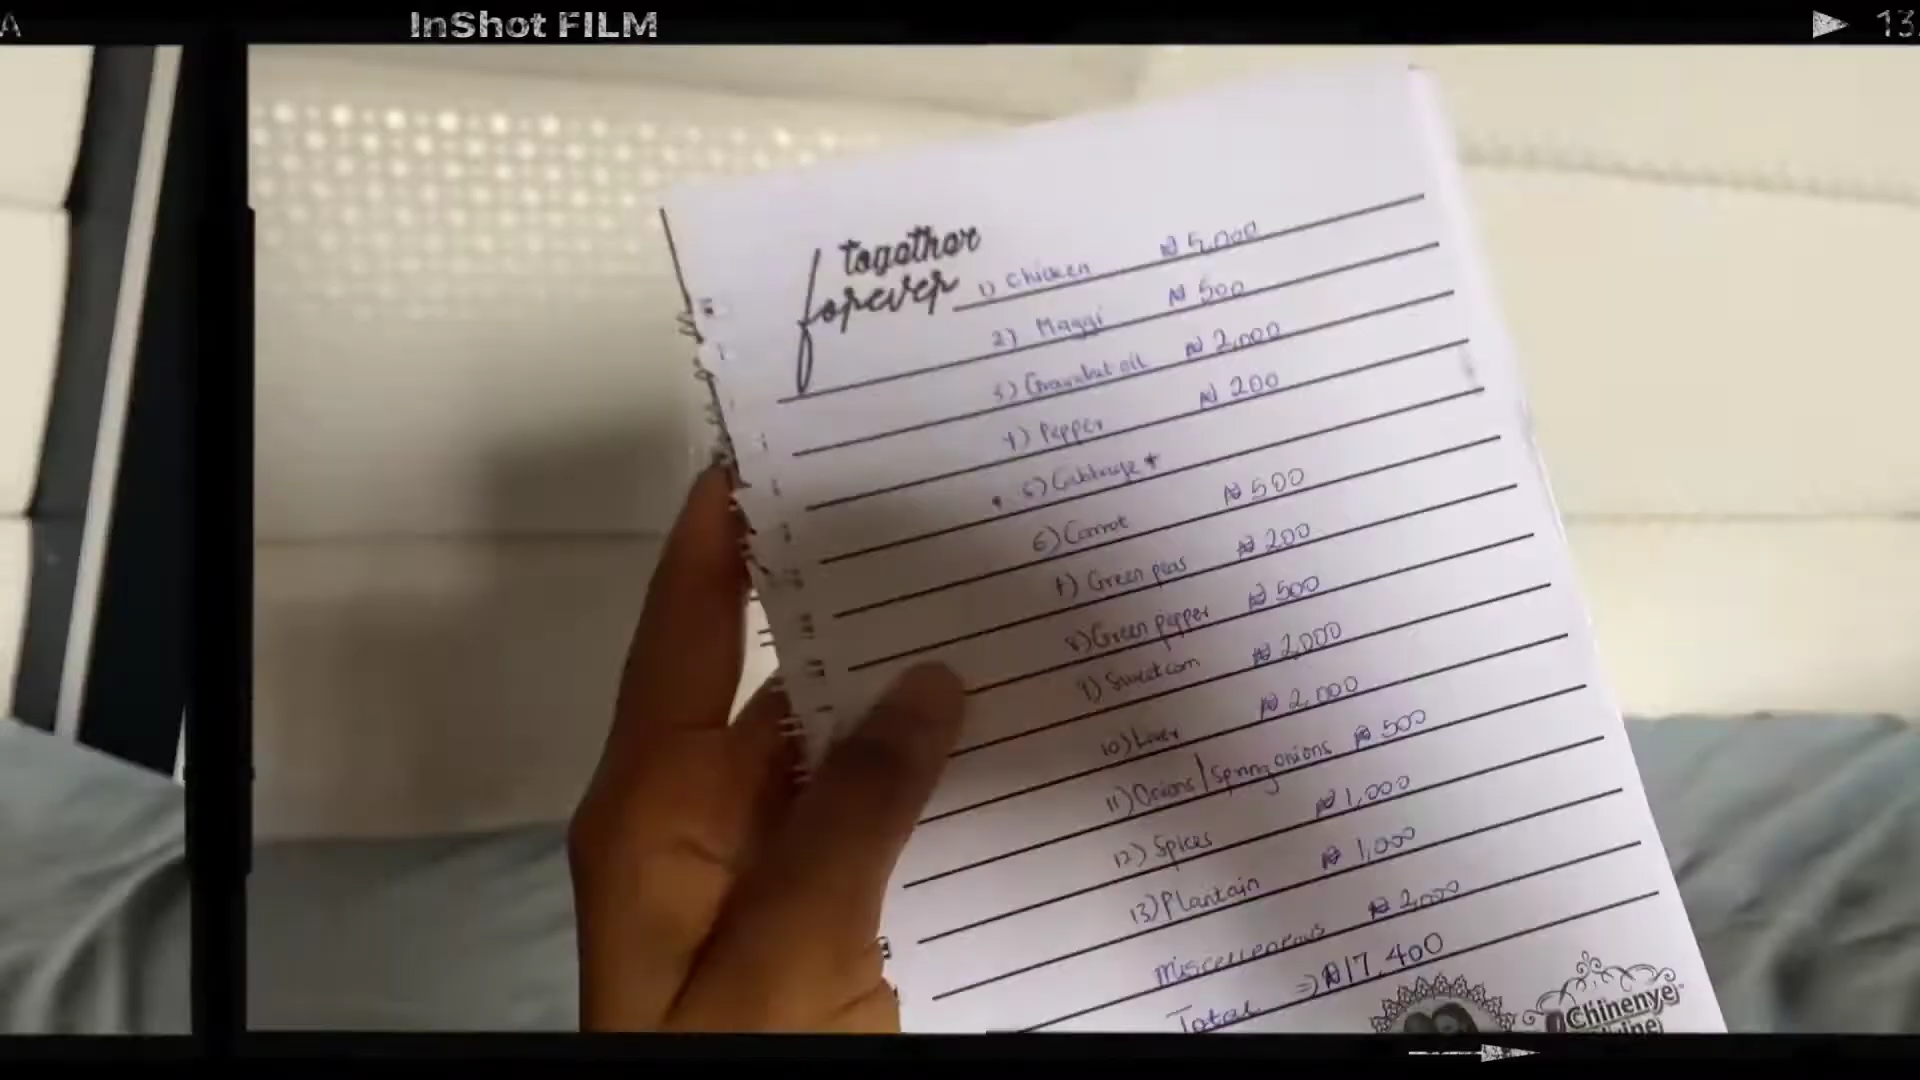 A
InShot FILM
13
together
forever
1) Chicken ₦ 5,000
2) Maggi ₦ 500
3) Groundnut oil ₦ 2,000
4) Pepper ₦ 200
5) Cabbage *
6) Carrot ₦ 500
7) Green peas ₦ 200
8) Green pepper ₦ 500
9) Sweetcorn ₦ 2,000
10) Liver ₦ 2,000
11) Onions / Spring onions ₦ 500
12) Spices ₦ 1,000
13) Plantain ₦ 1,000
Miscelleneous ₦ 2,000
Total => ₦17,400
Chinenye